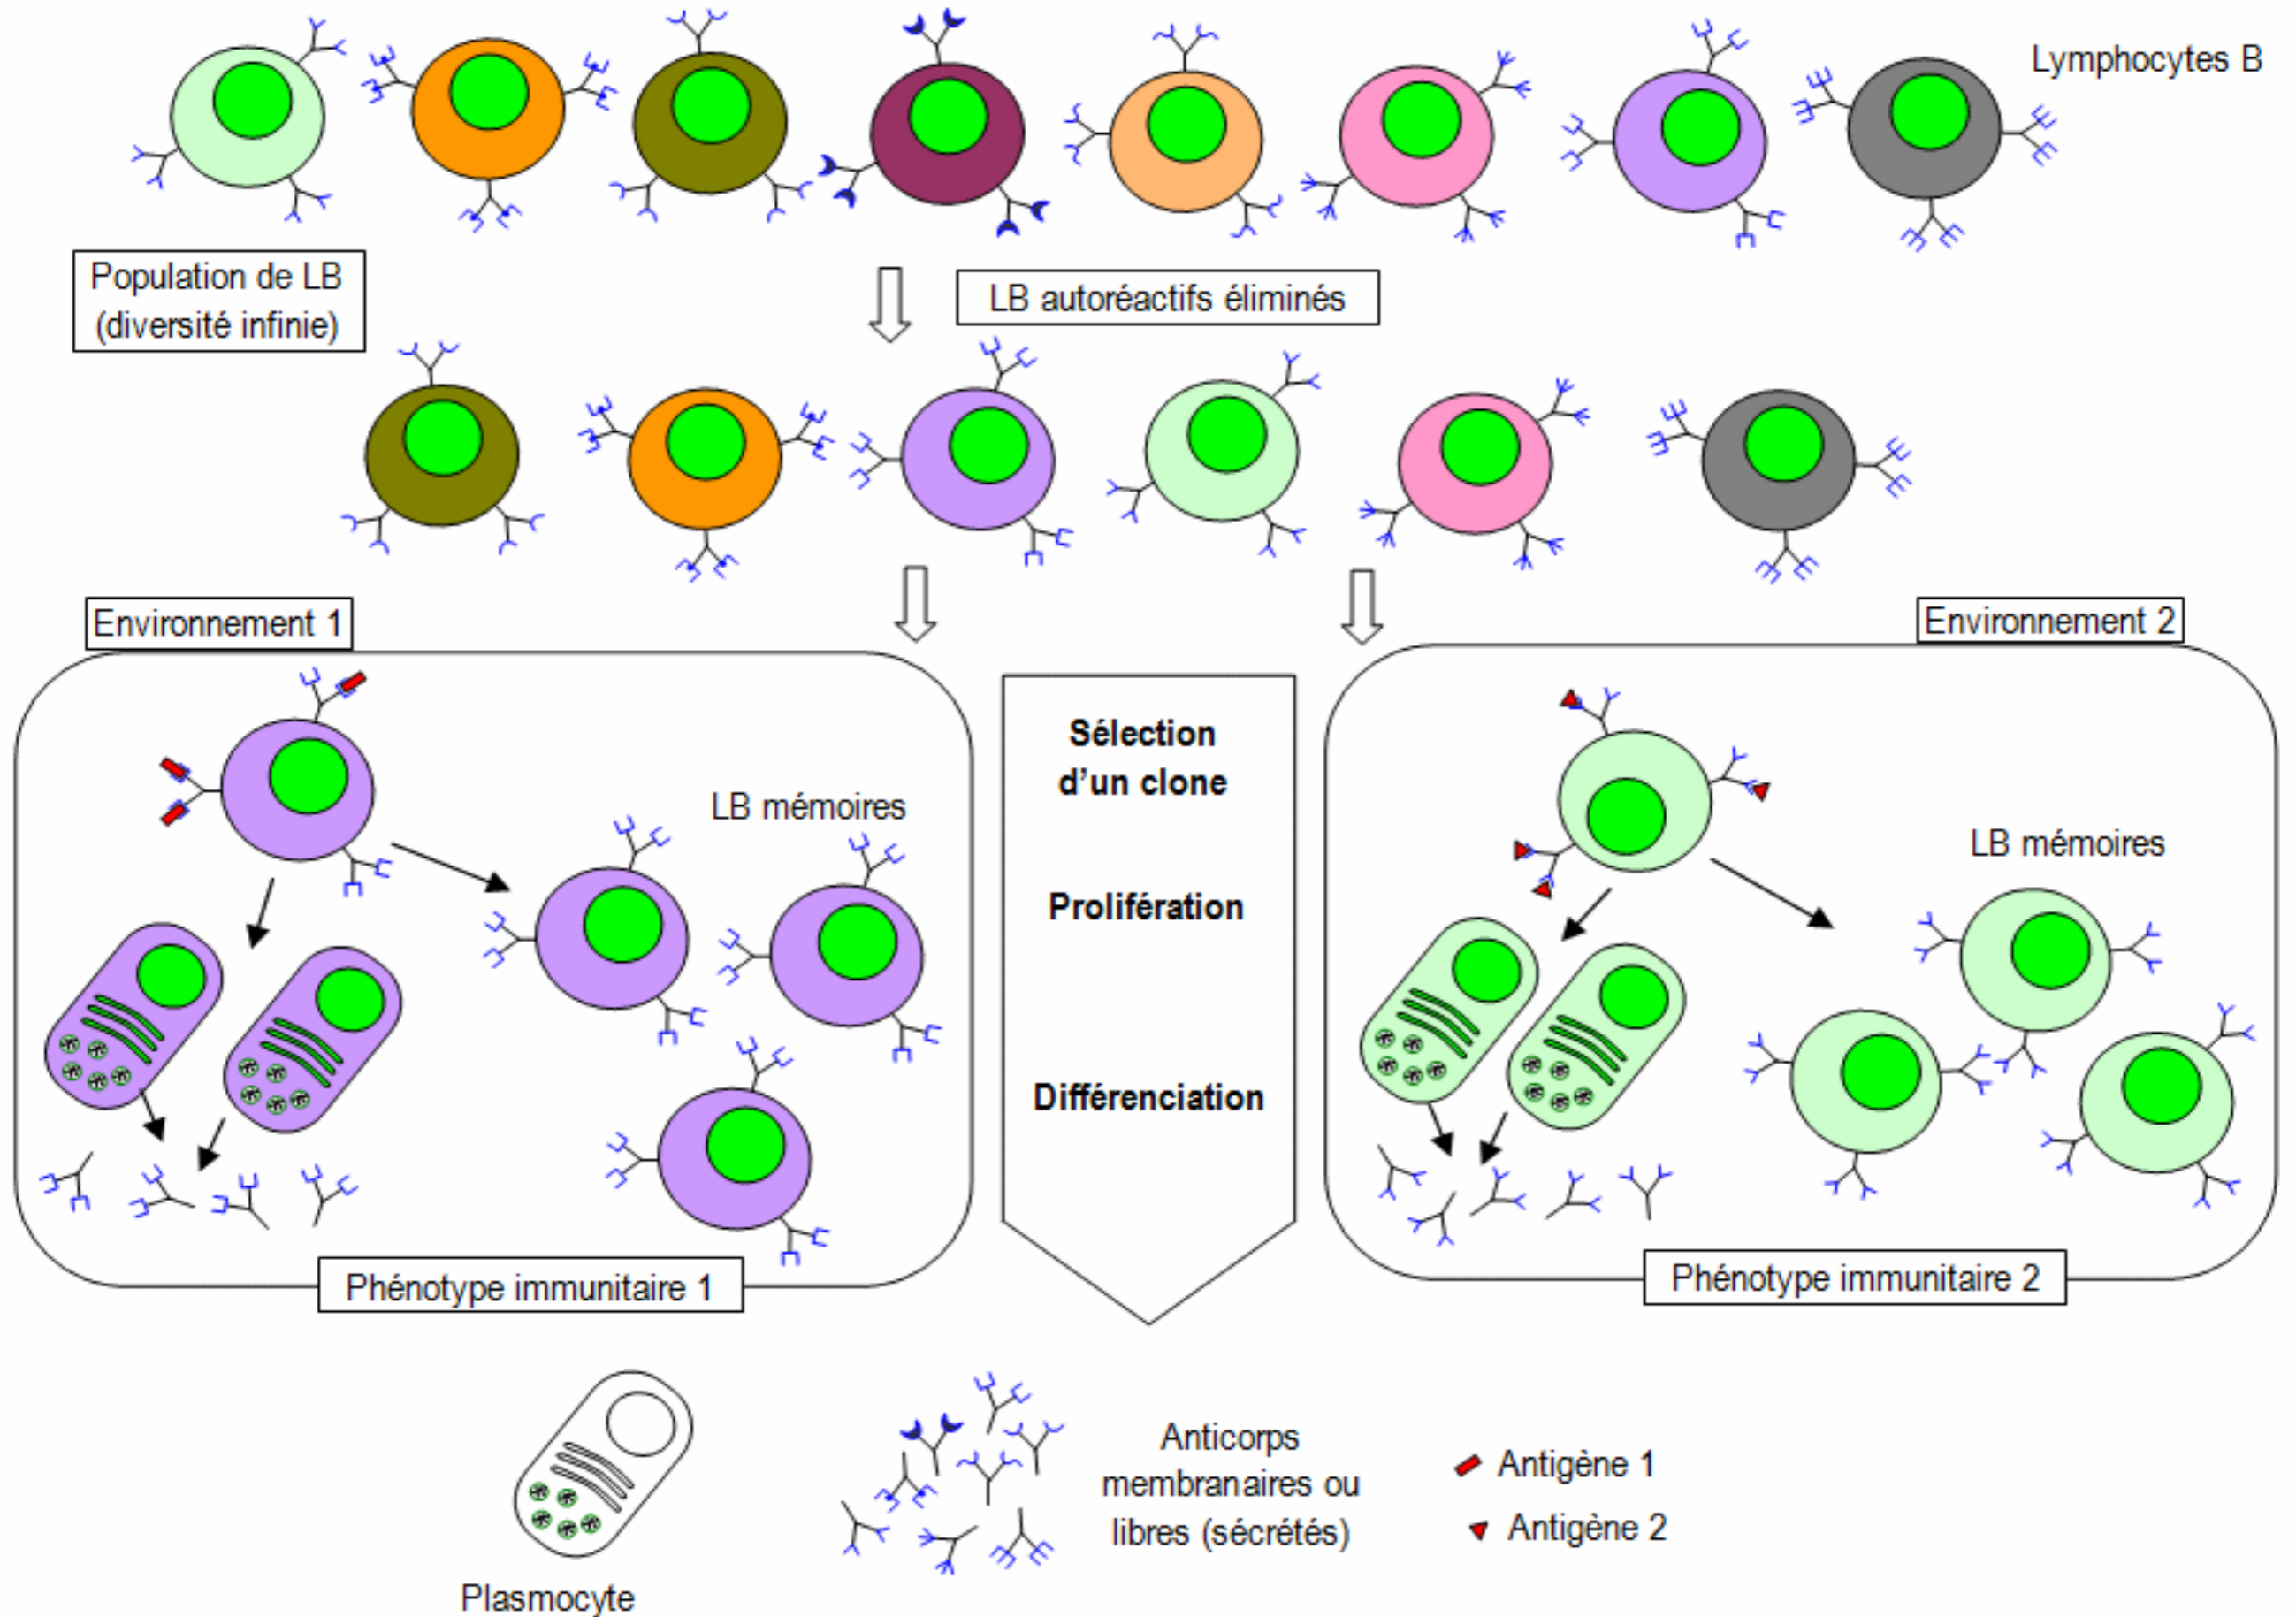 Lymphocytes B
Population de LB
(diversité infinie)
LB autoréactifs éliminés
Environnement 1
Environnement 2
Sélection
d’un clone
LB mémoires
LB mémoires
Prolifération
Différenciation
Phénotype immunitaire 1
Phénotype immunitaire 2
Anticorps
membranaires ou
libres (sécrétés)
Antigène 1
Antigène 2
Plasmocyte